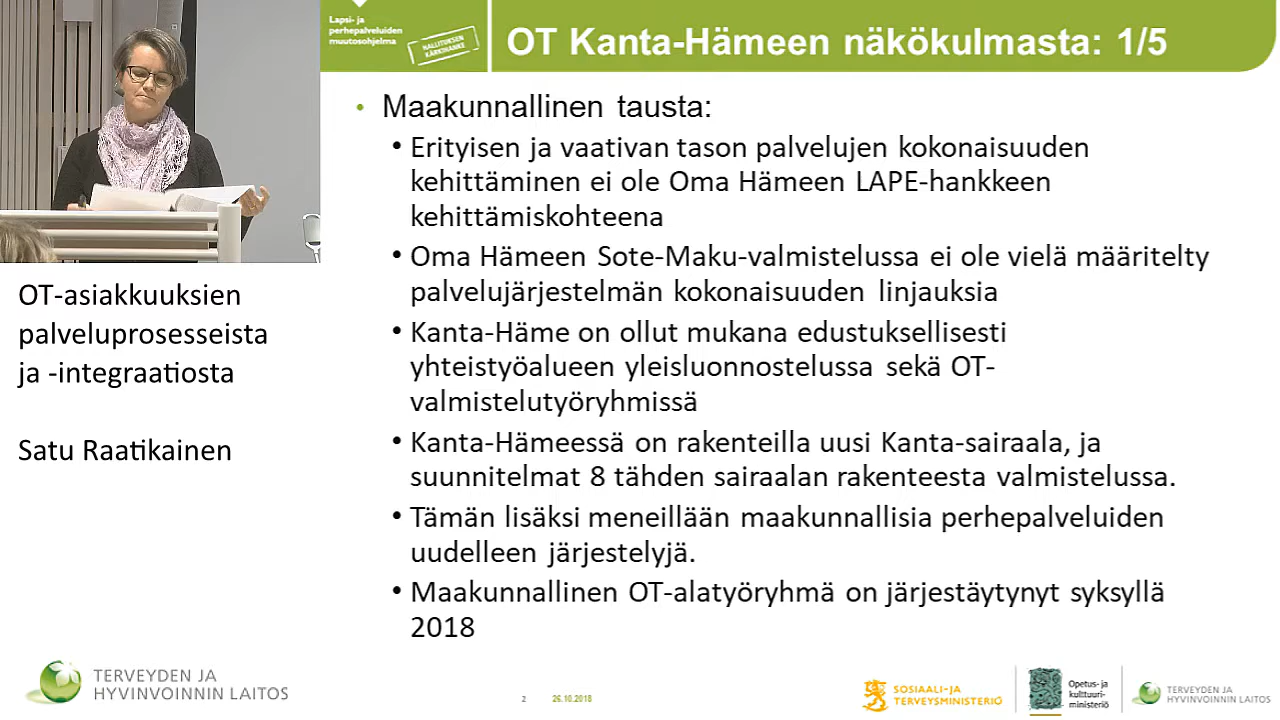 Lapsi- ja
perhepalveluiden
muutosohjelma
HALLITUKSEN
KÄRKIHANKE
OT Kanta-Hämeen näkökulmasta: 1/5
• Maakunnallinen tausta:
• Erityisen ja vaativan tason palvelujen kokonaisuuden
kehittäminen ei ole Oma Hämeen LAPE-hankkeen
kehittämiskohteena
• Oma Hämeen Sote-Maku-valmistelussa ei ole vielä määritelty
palvelujärjestelmän kokonaisuuden linjauksia
• Kanta-Häme on ollut mukana edustuksellisesti
yhteistyöalueen yleisluonnostelussa sekä OT-
valmistelutyöryhmissä
• Kanta-Hämeessä on rakenteilla uusi Kanta-sairaala, ja
suunnitelmat 8 tähden sairaalan rakenteesta valmistelussa.
• Tämän lisäksi meneillään maakunnallisia perhepalveluiden
uudelleen järjestelyjä.
• Maakunnallinen OT-alatyöryhmä on järjestäytynyt syksyllä
2018
OT-asiakkuuksien
palveluprosesseista
ja -integraatiosta
Satu Raatikainen
TERVEYDEN JA
HYVINVOINNIN LAITOS
2
26.10.2018
SOSIAALI- JA
TERVEYSMINISTERIÖ
Opetus- ja
kulttuuri-
ministeriö
TERVEYDEN JA
HYVINVOINNIN LAITOS